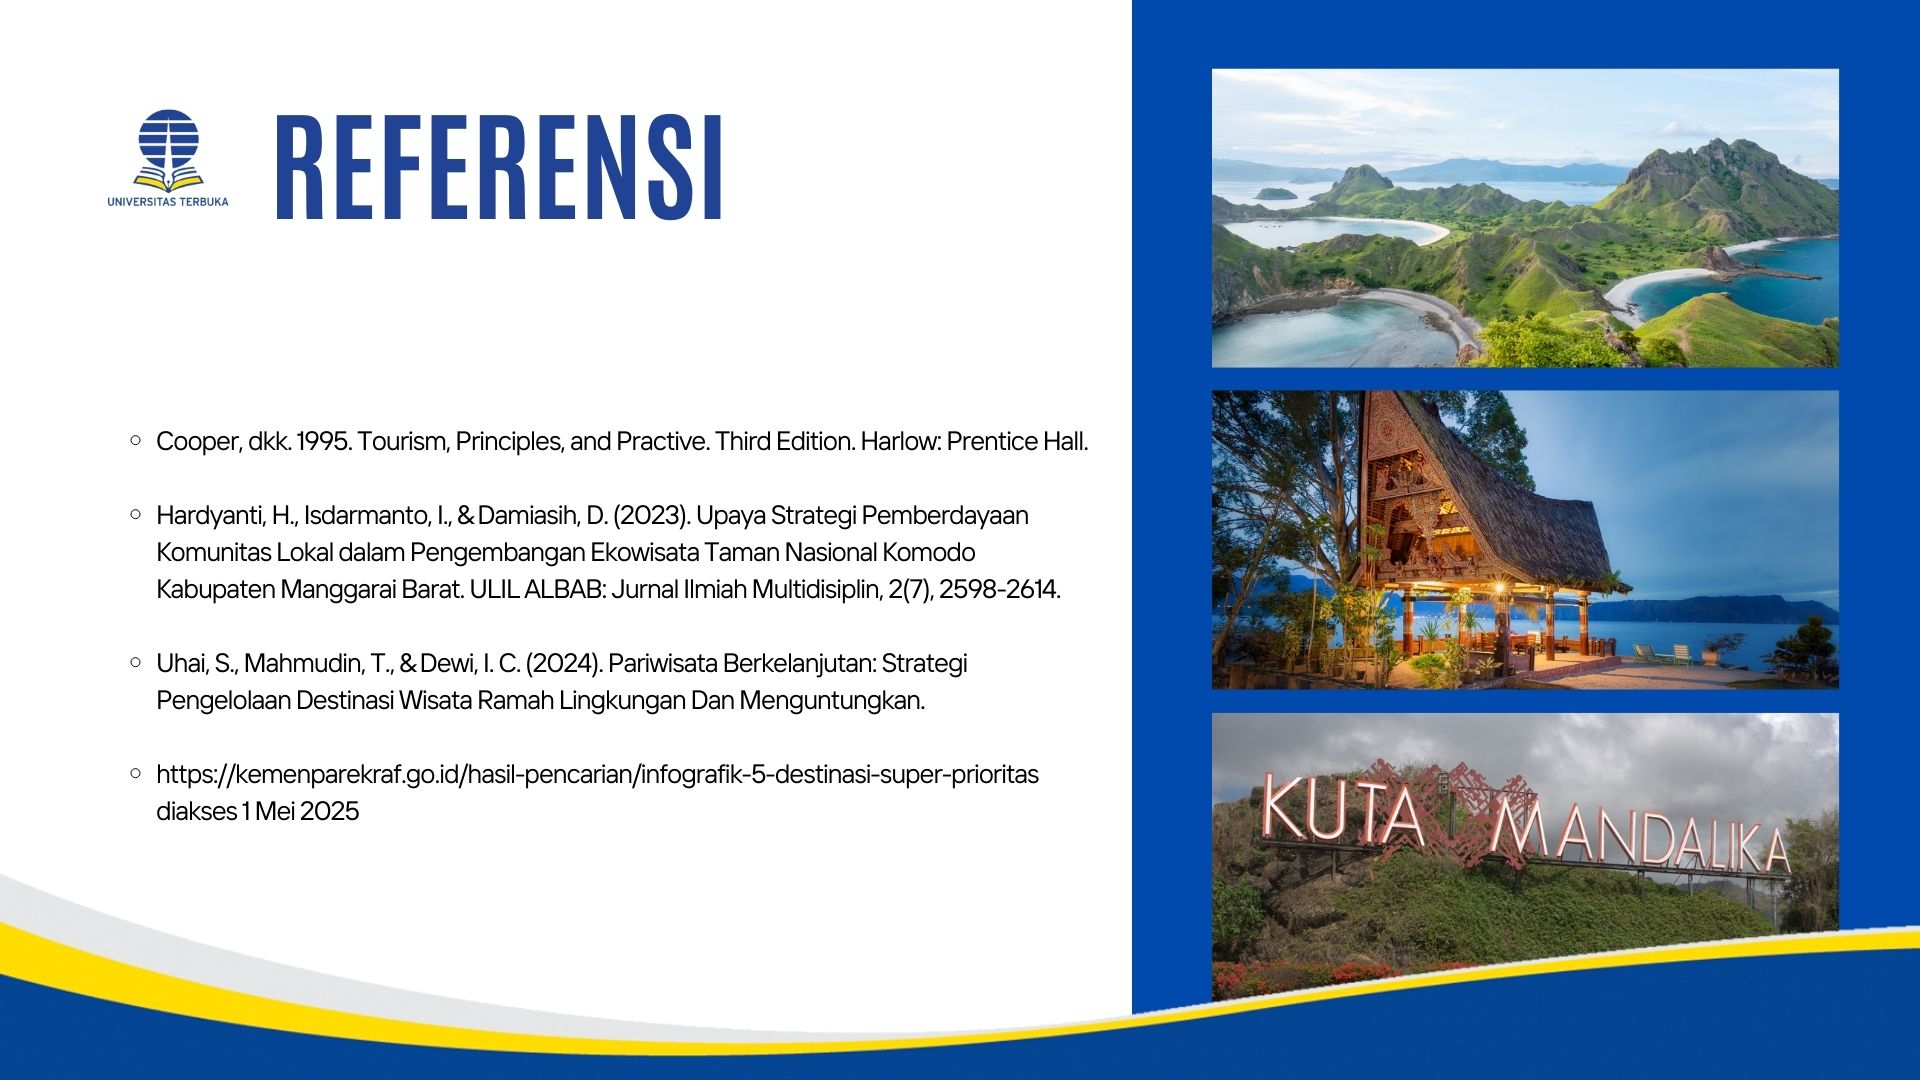 UNIVERSITAS TERBUKA
REFERENSI
Cooper, dkk. 1995. Tourism, Principles, and Practive. Third Edition. Harlow: Prentice Hall.
Hardyanti, H., Isdarmanto, I., & Damiasih, D. (2023). Upaya Strategi Pemberdayaan
Komunitas Lokal dalam Pengembangan Ekowisata Taman Nasional Komodo
Kabupaten Manggarai Barat. ULIL ALBAB: Jurnal Ilmiah Multidisiplin, 2(7), 2598-2614.
Uhai, S., Mahmudin, T., & Dewi, I. C. (2024). Pariwisata Berkelanjutan: Strategi
Pengelolaan Destinasi Wisata Ramah Lingkungan Dan Menguntungkan.
https://kemenparekraf.go.id/hasil-pencarian/infografik-5-destinasi-super-prioritas
diakses 1 Mei 2025
KUTA MANDALIKA